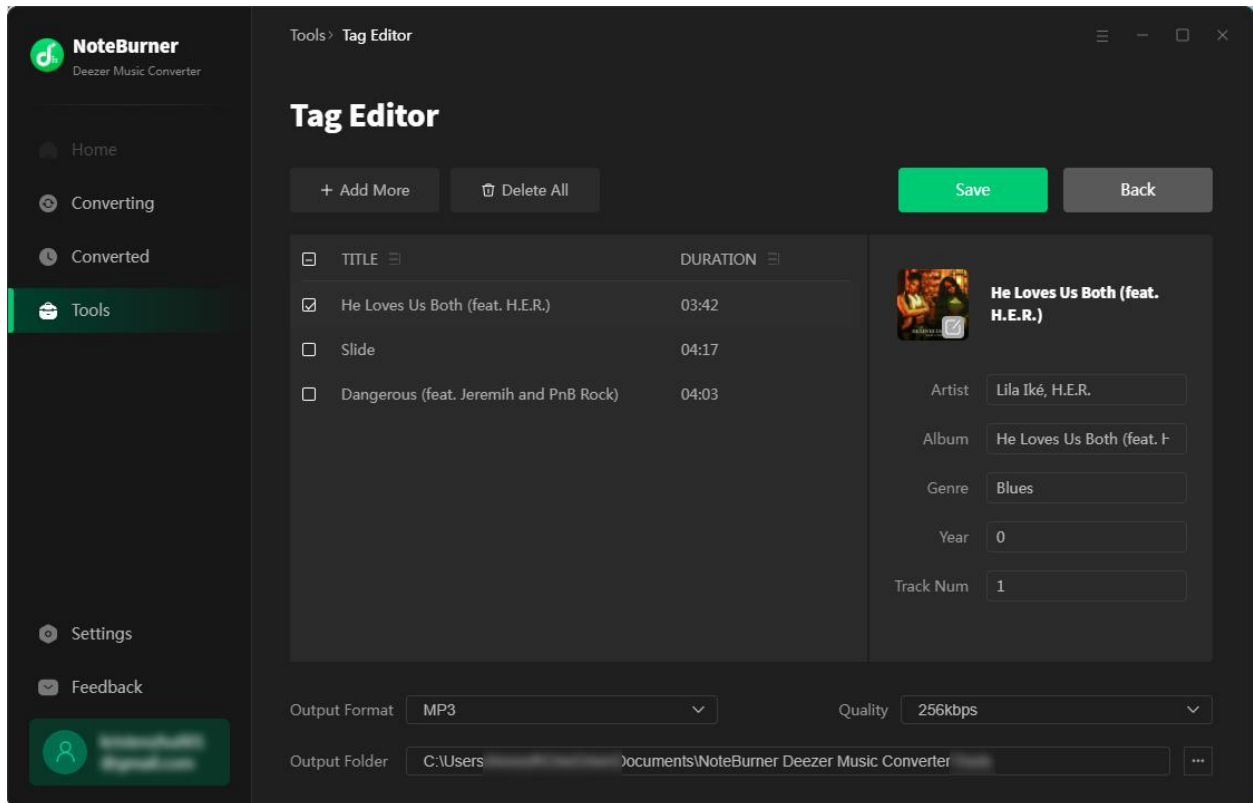 NoteBurner
Deezer Music Converter
Tools > Tag Editor
Tag Editor
Home
Converting
Converted
Tools
+ Add More
Delete All
Save
Back
TITLE
DURATION
He Loves Us Both (feat. H.E.R.)
03:42
Slide
04:17
Dangerous (feat. Jeremih and PnB Rock)
04:03
He Loves Us Both (feat.
H.E.R.)
Artist
Lila Iké, H.E.R.
Album
He Loves Us Both (feat. H
Genre
Blues
Year
0
Track Num
1
Settings
Feedback
Output Format
MP3
Quality
256kbps
Output Folder
C:\Users
Documents\NoteBurner Deezer Music Converter
...